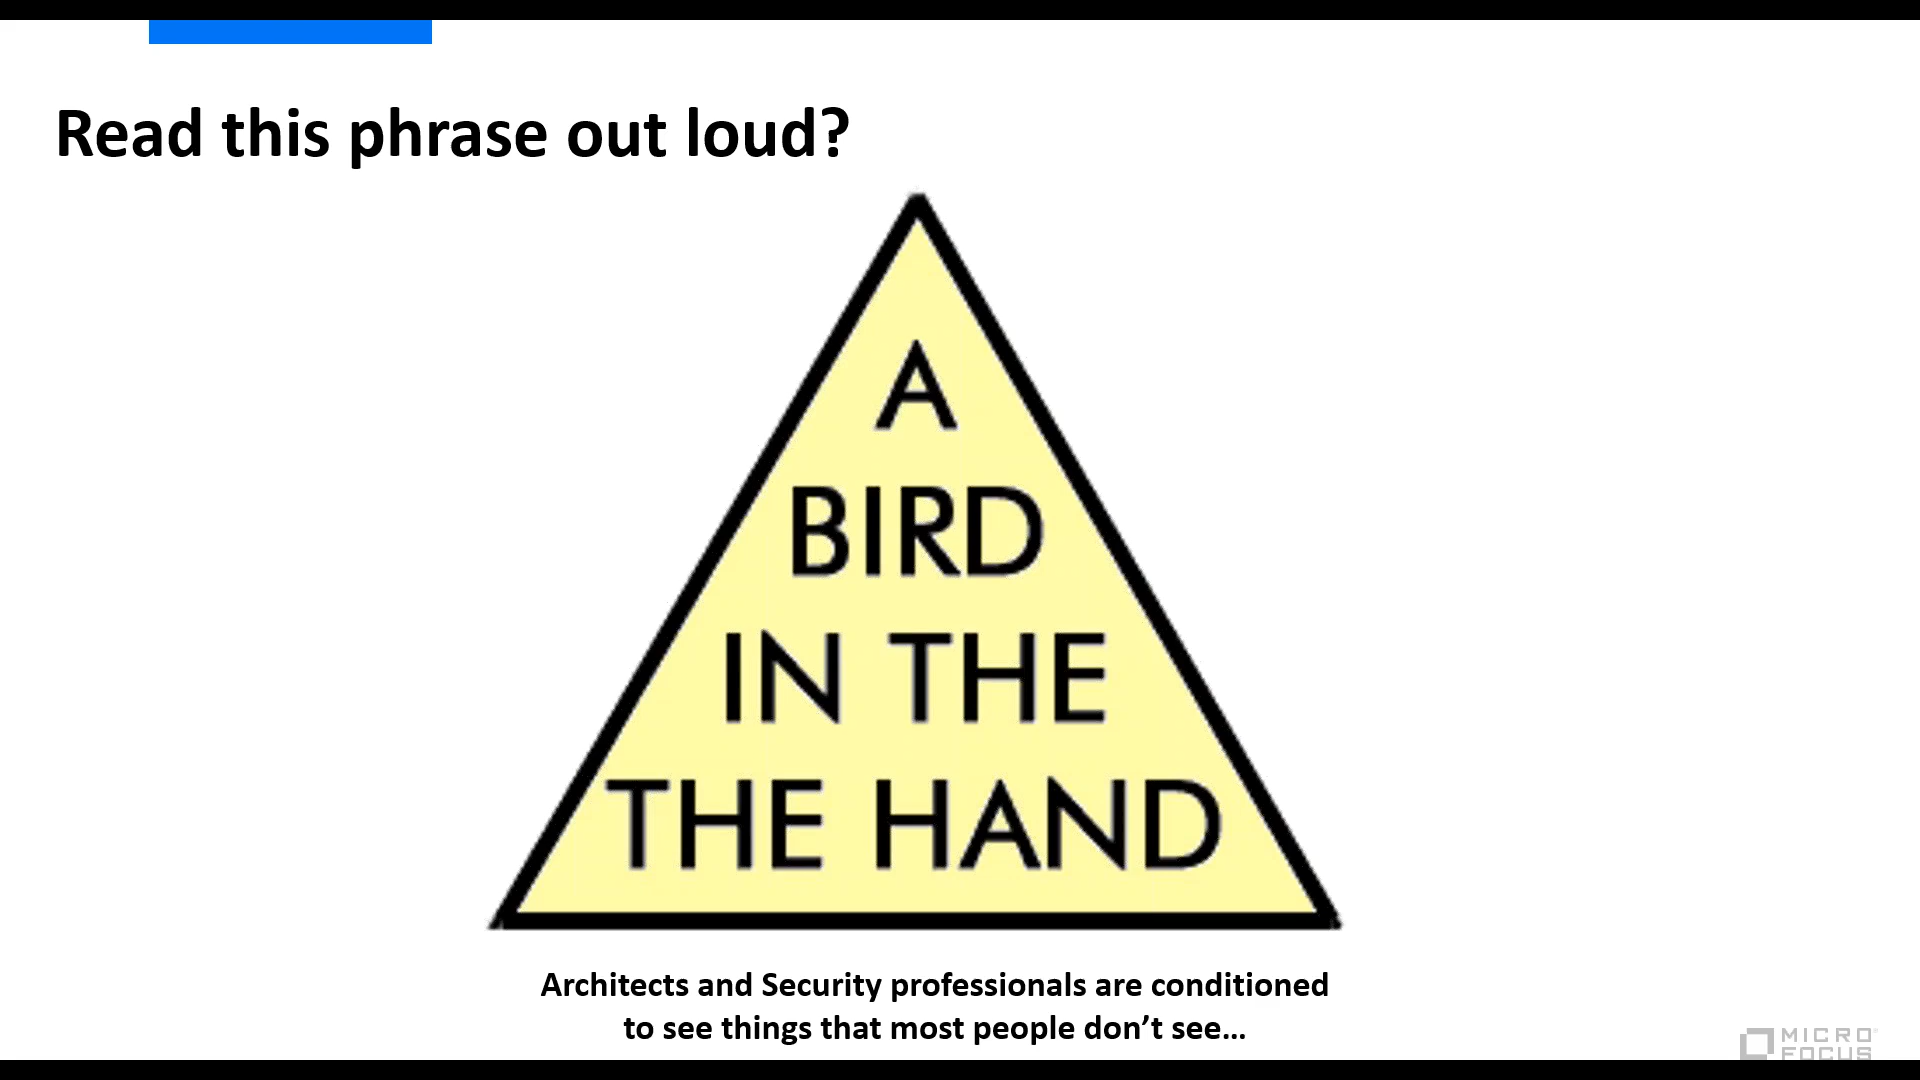 Read this phrase out loud?
A
BIRD
IN THE
THE HAND
Architects and Security professionals are conditioned
to see things that most people don’t see…
MICRO
FOCUS